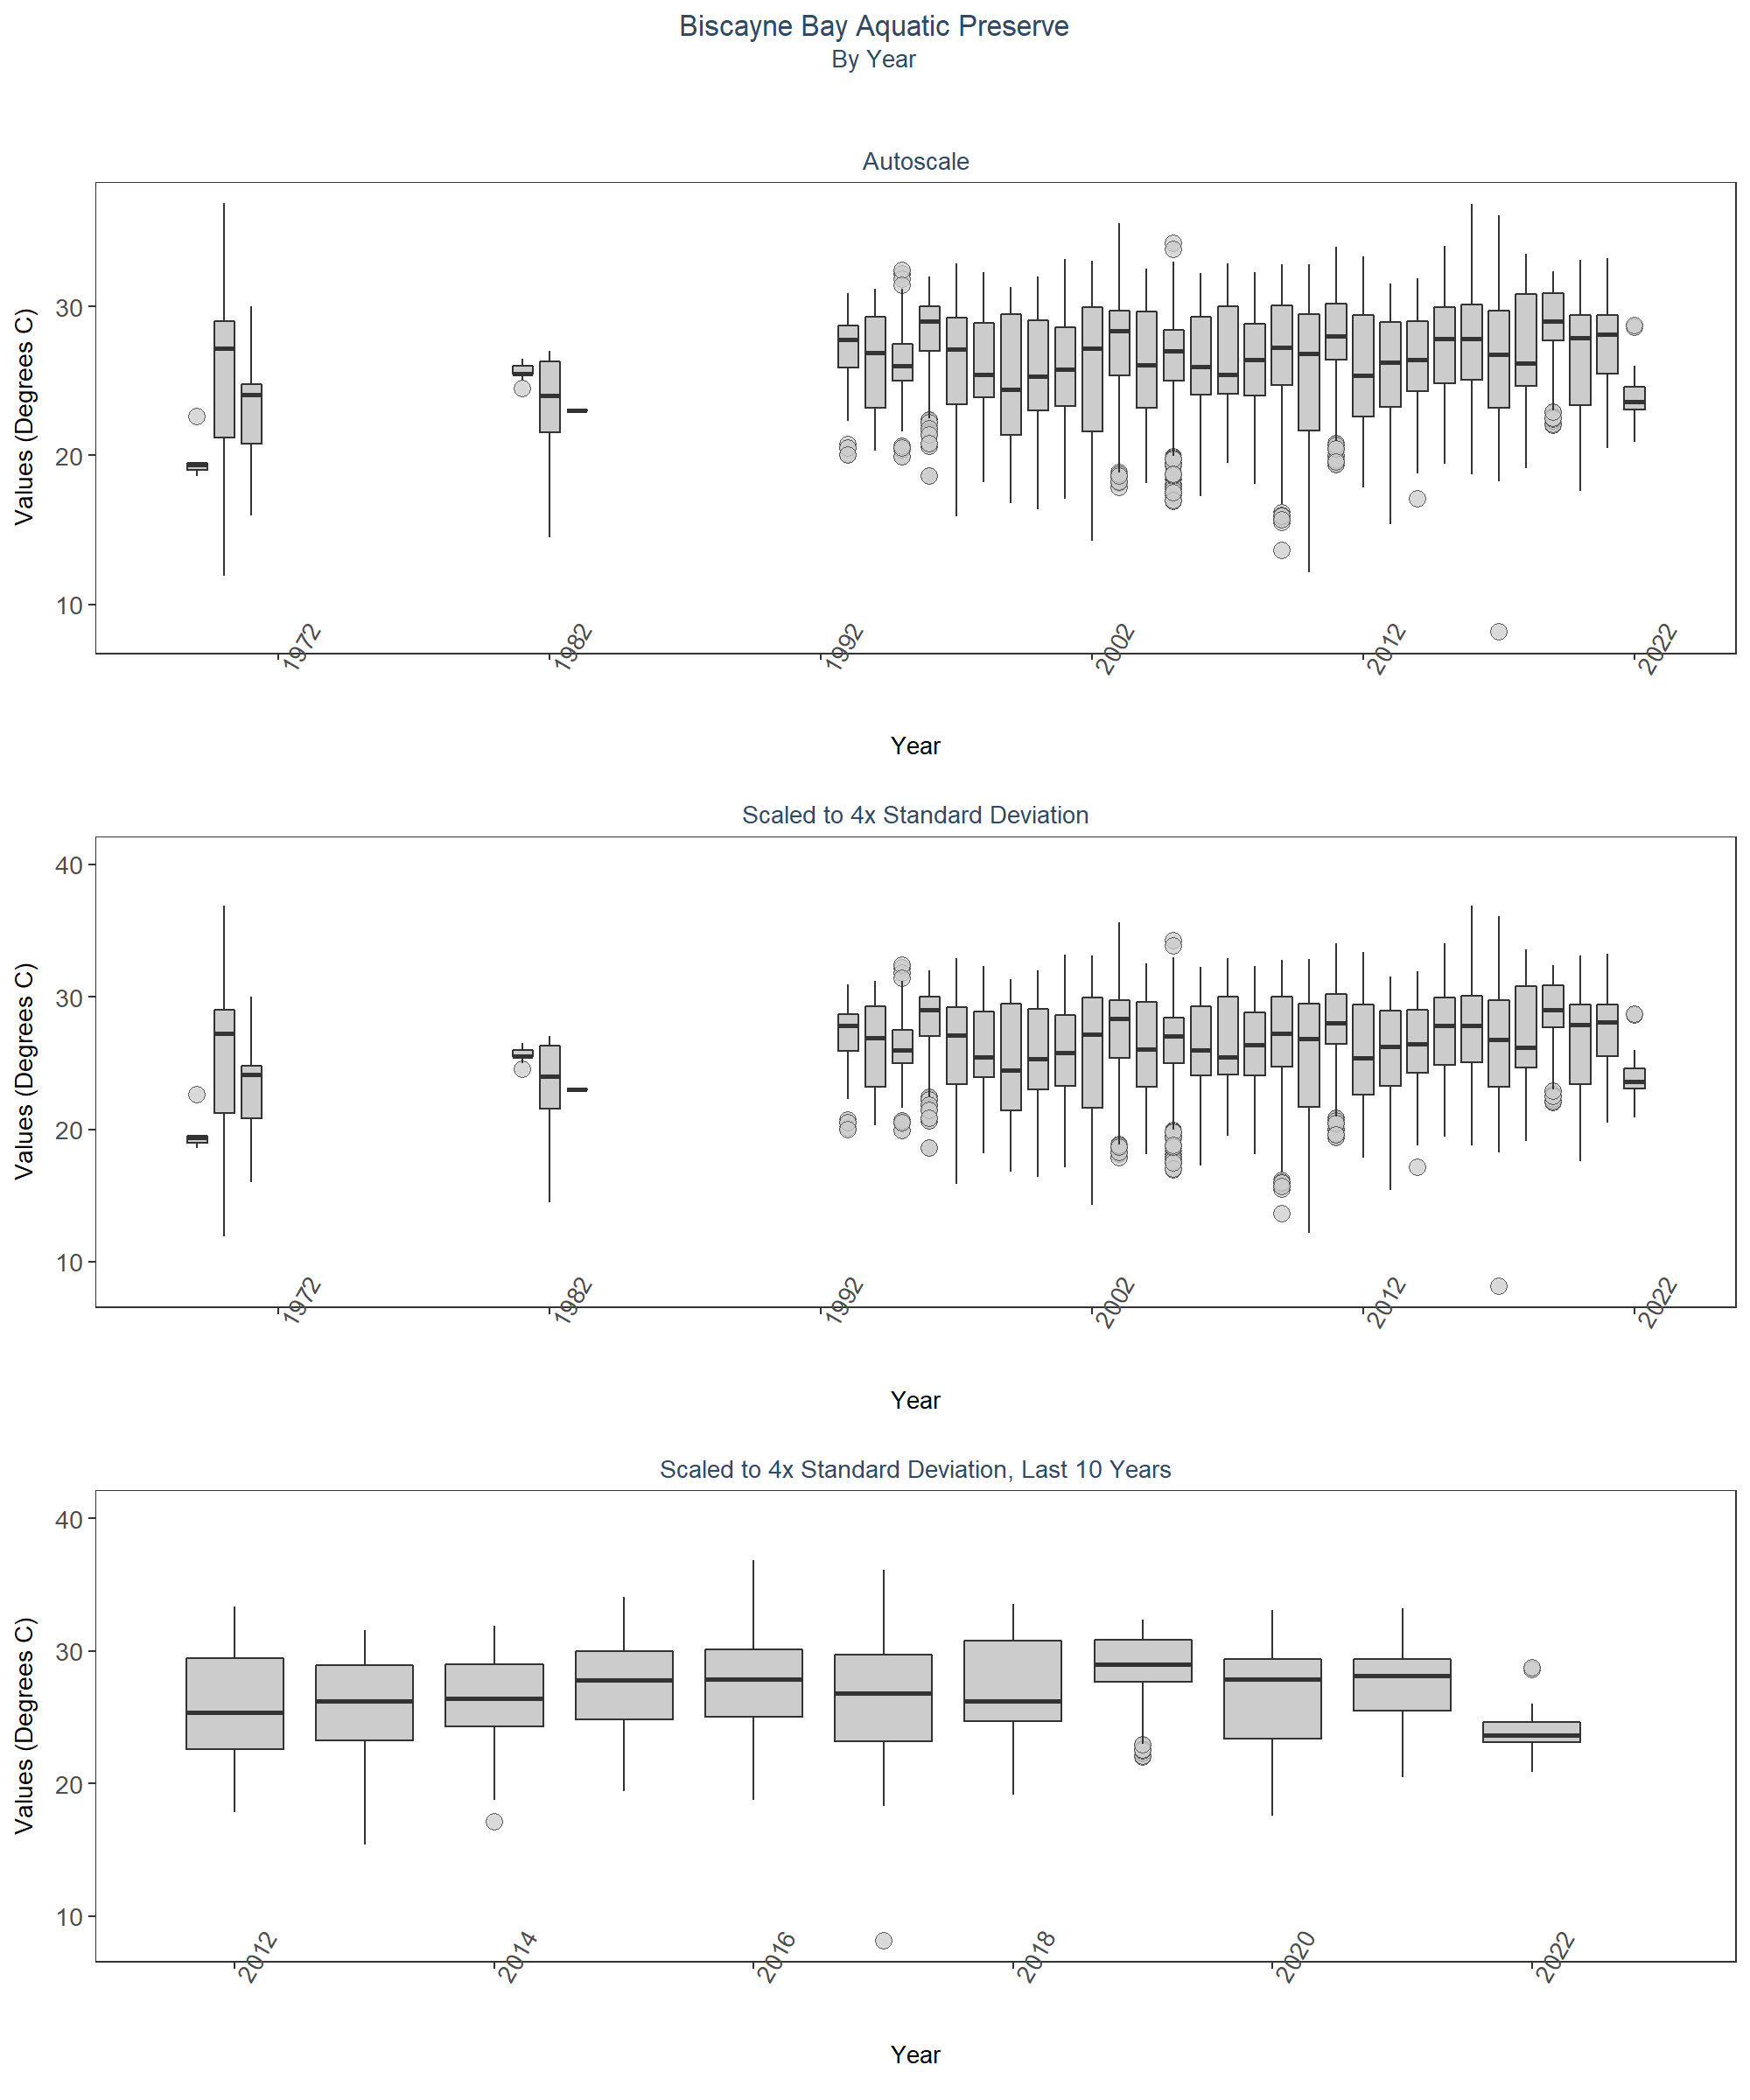 Biscayne Bay Aquatic Preserve
By Year
Autoscale
Values (Degrees C)
30
20
10
1972
1982
1992
2002
2012
2022
Year
Scaled to 4x Standard Deviation
Values (Degrees C)
40
30
20
10
1972
1982
1992
2002
2012
2022
Year
Scaled to 4x Standard Deviation, Last 10 Years
Values (Degrees C)
40
30
20
10
2012
2014
2016
2018
2020
2022
Year